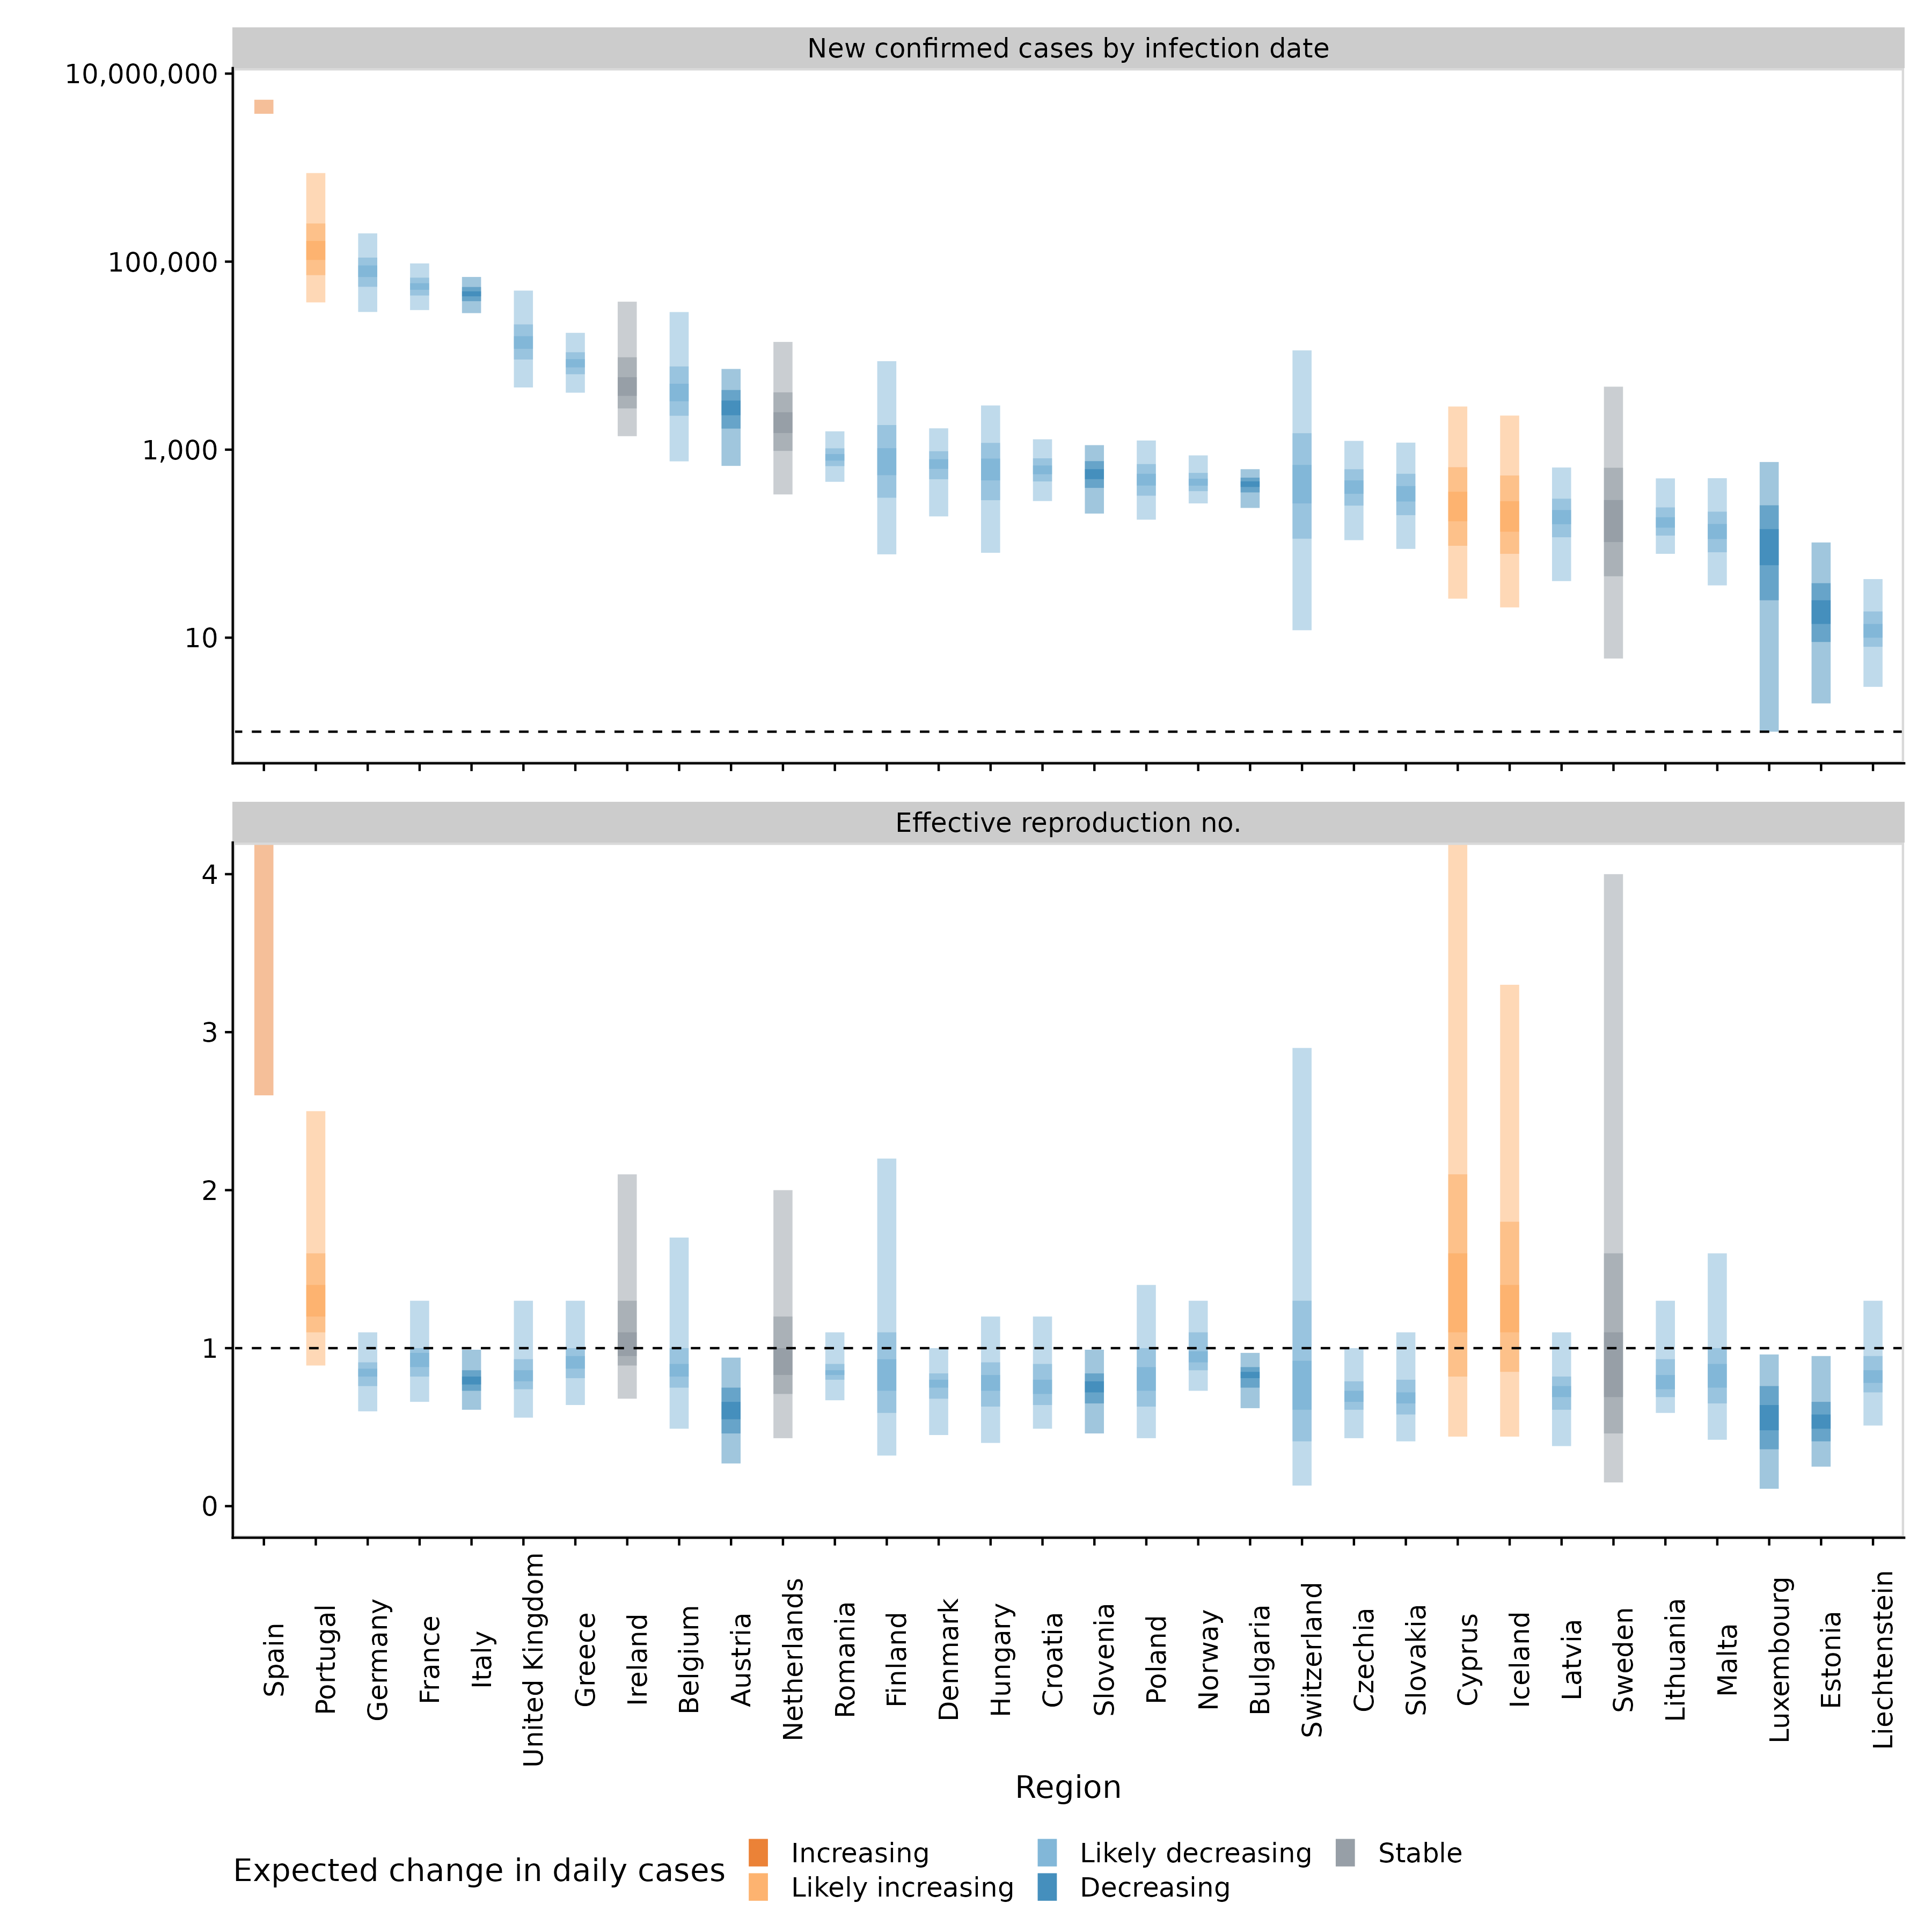 New confirmed cases by infection date
10,000,000
100,000
1,000
10
Effective reproduction no.
4
3
2
1
0
Spain
Portugal
Germany
France
Italy
United Kingdom
Greece
Ireland
Belgium
Austria
Netherlands
Romania
Finland
Denmark
Hungary
Croatia
Slovenia
Poland
Norway
Bulgaria
Switzerland
Czechia
Slovakia
Cyprus
Iceland
Latvia
Sweden
Lithuania
Malta
Luxembourg
Estonia
Liechtenstein
Region
Expected change in daily cases
Increasing
Likely increasing
Likely decreasing
Decreasing
Stable